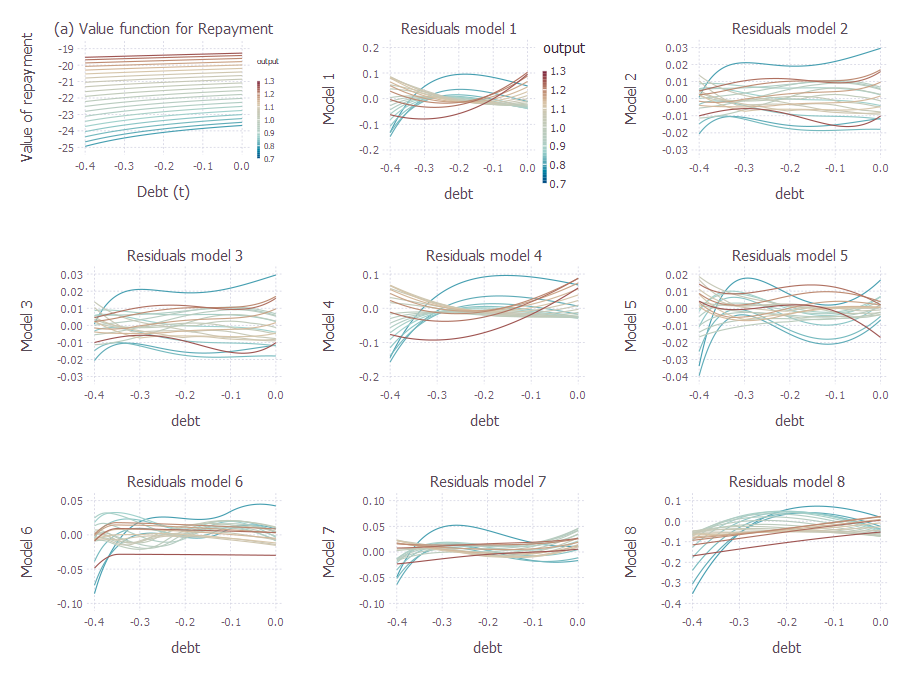 (a) Value function for Repayment
Value of repayment
-19
-20
-21
-22
-23
-24
-25
-0.4 -0.3 -0.2 -0.1 0.0
Debt (t)
output
1.3
1.2
1.1
1.0
0.9
0.8
0.7
Residuals model 1
Model 1
0.2
0.1
0.0
-0.1
-0.2
-0.4 -0.3 -0.2 -0.1 0.0
debt
output
1.3
1.2
1.1
1.0
0.9
0.8
0.7
Residuals model 2
Model 2
0.03
0.02
0.01
0.00
-0.01
-0.02
-0.03
-0.4 -0.3 -0.2 -0.1 0.0
debt
Residuals model 3
Model 3
0.03
0.02
0.01
0.00
-0.01
-0.02
-0.03
-0.4 -0.3 -0.2 -0.1 0.0
debt
Residuals model 4
Model 4
0.1
0.0
-0.1
-0.2
-0.4 -0.3 -0.2 -0.1 0.0
debt
Residuals model 5
Model 5
0.02
0.01
0.00
-0.01
-0.02
-0.03
-0.04
-0.4 -0.3 -0.2 -0.1 0.0
debt
Residuals model 6
Model 6
0.05
0.00
-0.05
-0.10
-0.4 -0.3 -0.2 -0.1 0.0
debt
Residuals model 7
Model 7
0.10
0.05
0.00
-0.05
-0.10
-0.4 -0.3 -0.2 -0.1 0.0
debt
Residuals model 8
Model 8
0.1
0.0
-0.1
-0.2
-0.3
-0.4
-0.4 -0.3 -0.2 -0.1 0.0
debt